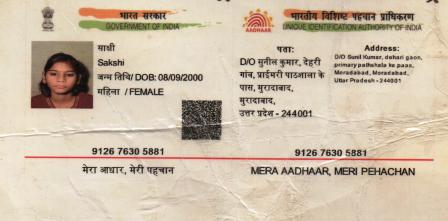 भारत सरकार
GOVERNMENT OF INDIA
साक्षी
Sakshi
जन्म तिथि/ DOB: 08/09/2000
महिला / FEMALE
9126 7630 5881
मेरा आधार, मेरी पहचान
AADHAAR
भारतीय विशिष्ट पहचान प्राधिकरण
UNIQUE IDENTIFICATION AUTHORITY OF INDIA
पता:
D/O सुनील कुमार, देहरी
गांव, प्राईमरी पाठआला के
पास, मुरादाबाद,
मुरादाबाद,
उत्तर प्रदेश - 244001
Address:
D/O Sunil Kumar, dehari gaon,
primary pathshala ke paas,
Moradabad, Moradabad,
Uttar Pradesh - 244001
9126 7630 5881
MERA AADHAAR, MERI PEHACHAN